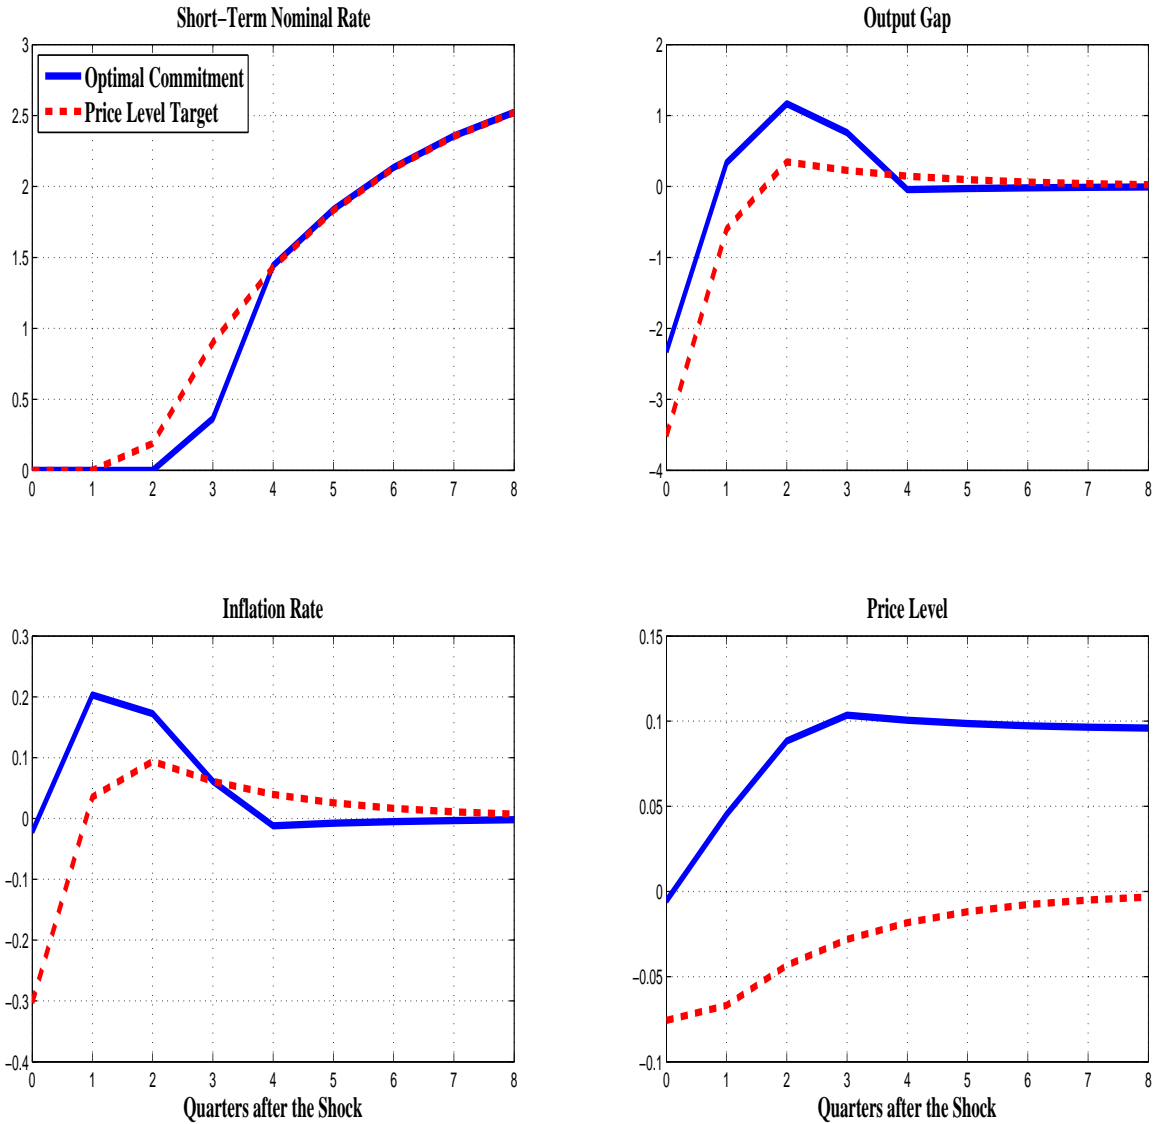 Short-Term Nominal Rate
3
2.5
2
1.5
1
0.5
0
0 1 2 3 4 5 6 7 8
Optimal Commitment
Price Level Target
Output Gap
2
1
0
−1
−2
−3
−4
0 1 2 3 4 5 6 7 8
Inflation Rate
0.3
0.2
0.1
0
−0.1
−0.2
−0.3
−0.4
0 1 2 3 4 5 6 7 8
Quarters after the Shock
Price Level
0.15
0.1
0.05
0
−0.05
−0.1
0 1 2 3 4 5 6 7 8
Quarters after the Shock